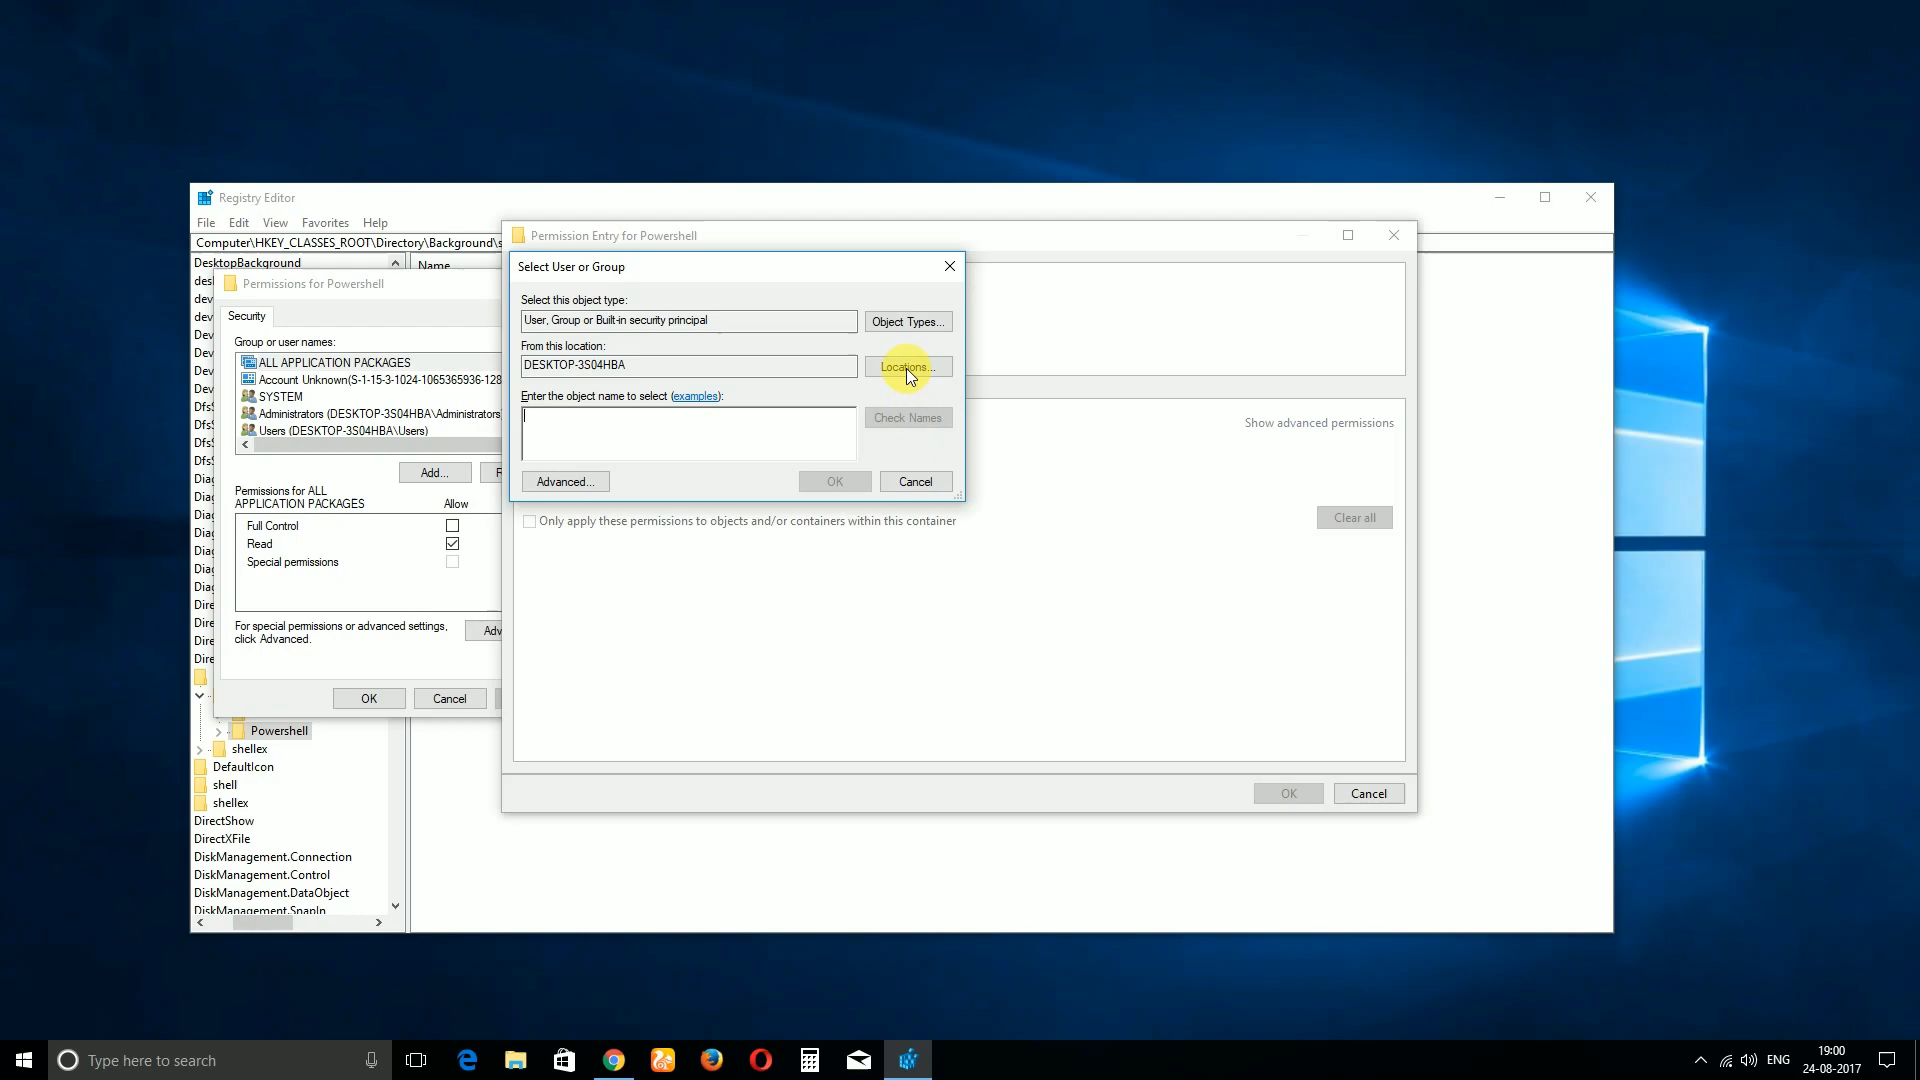 Registry Editor
File Edit View Favorites Help
Computer\HKEY_CLASSES_ROOT\Directory\Background\s
Name
DesktopBackground
Permissions for Powershell
Security
Group or user names:
ALL APPLICATION PACKAGES
Account Unknown(S-1-15-3-1024-1065365936-128
SYSTEM
Administrators (DESKTOP-3S04HBA\Administrators
Users (DESKTOP-3S04HBA\Users)
Add...
Permissions for ALL
APPLICATION PACKAGES Allow
Full Control
Read
Special permissions
For special permissions or advanced settings,
click Advanced.
Adv
OK Cancel
Powershell
shellex
DefaultIcon
shell
shellex
DirectShow
DirectXFile
DiskManagement.Connection
DiskManagement.Control
DiskManagement.DataObject
DiskManagement.SnapIn
Permission Entry for Powershell
Select User or Group
Select this object type:
User, Group or Built-in security principal Object Types...
From this location:
DESKTOP-3S04HBA Locations...
Enter the object name to select (examples):
Check Names
Advanced... OK Cancel
Show advanced permissions
Only apply these permissions to objects and/or containers within this container
Clear all
OK Cancel
Type here to search
ENG
19:00
24-08-2017